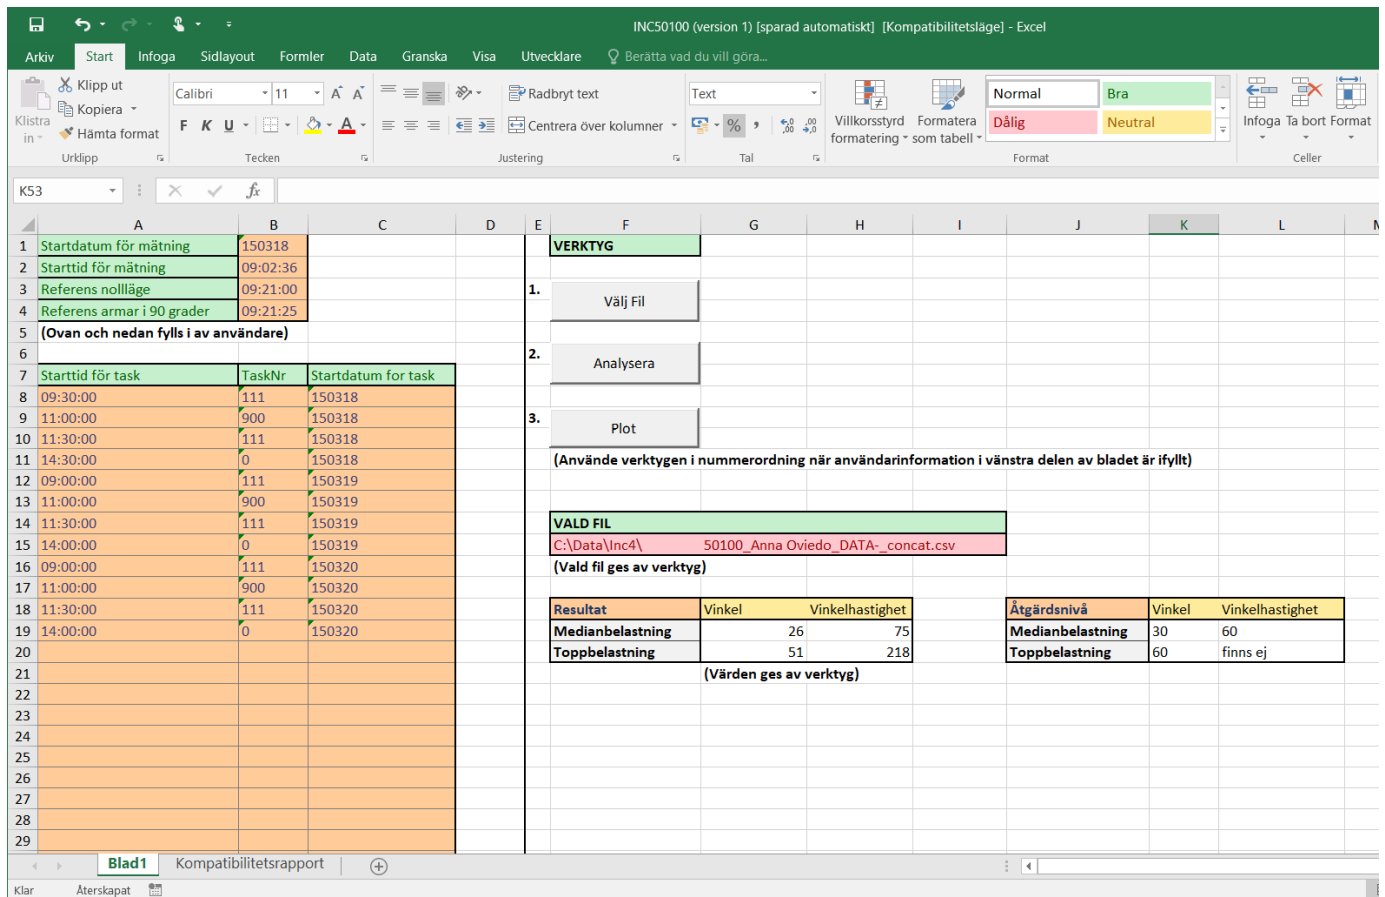 INC50100 (version 1) [sparad automatiskt] [Kompatibilitetsläge] - Excel
Arkiv Start Infoga Sidlayout Formler Data Granska Visa Utvecklare Berätta vad du vill göra...
Klistra in
Klipp ut
Kopiera
Hämta format
Urklipp
Calibri 11 A A
F K U A
Tecken
Radbryt text
Centrera över kolumner
Justering
Text
% , ,00 ,0
Tal
Villkorsstyrd formatering
Formatera som tabell
Normal Bra
Dålig Neutral
Format
Infoga Ta bort Format
Celler
K53 fx
A B C D E F G H I J K L M
1 Startdatum för mätning 150318 VERKTYG
2 Starttid för mätning 09:02:36
3 Referens nolläge 09:21:00 1. Välj Fil
4 Referens armar i 90 grader 09:21:25
5 (Ovan och nedan fylls i av användare)
6 2. Analysera
7 Starttid för task TaskNr Startdatum for task
8 09:30:00 111 150318
9 11:00:00 900 150318 3. Plot
10 11:30:00 111 150318
11 14:30:00 0 150318 (Använde verktygen i nummerordning när användarinformation i vänstra delen av bladet är ifyllt)
12 09:00:00 111 150319
13 11:00:00 900 150319
14 11:30:00 111 150319 VALD FIL
15 14:00:00 0 150319 C:\Data\Inc4\ 50100_Anna Oviedo_DATA-_concat.csv
16 09:00:00 111 150320 (Vald fil ges av verktyg)
17 11:00:00 900 150320
18 11:30:00 111 150320 Resultat Vinkel Vinkelhastighet Åtgärdsnivå Vinkel Vinkelhastighet
19 14:00:00 0 150320 Medianbelastning 26 75 Medianbelastning 30 60
20 Toppbelastning 51 218 Toppbelastning 60 finns ej
21 (Värden ges av verktyg)
22
23
24
25
26
27
28
29
Blad1 Kompatibilitetsrapport
Klar Återskapat